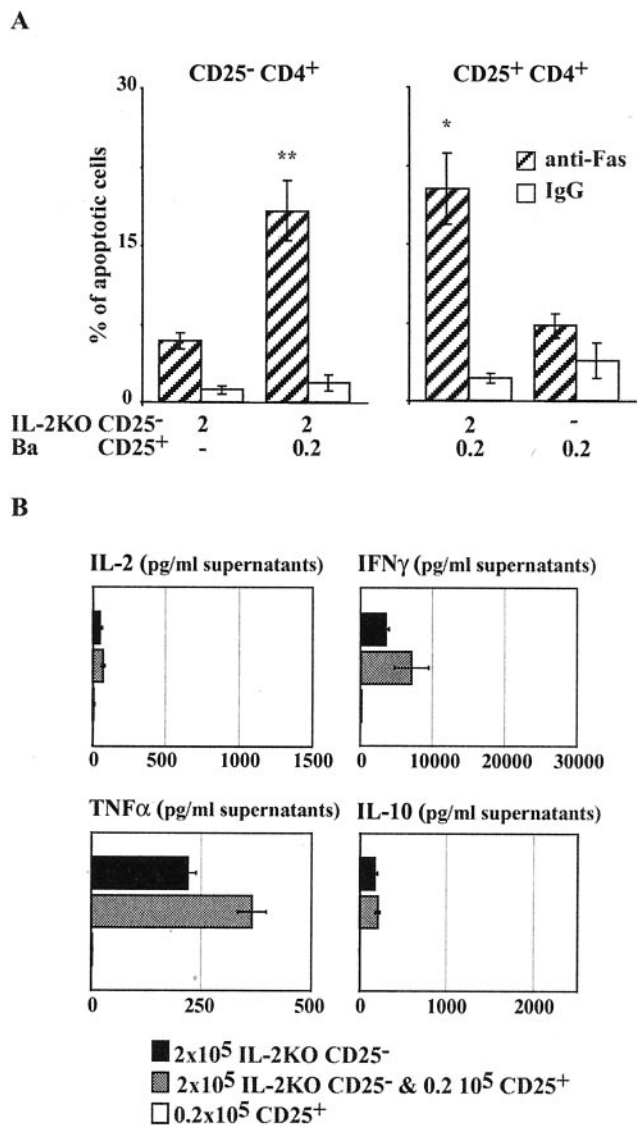 A
CD25- CD4+ CD25+ CD4+
30
15
0
% of apoptotic cells
** *
anti-Fas
IgG
IL-2KO CD25- 2 2 2 -
Ba CD25+ - 0.2 0.2 0.2
B
IL-2 (pg/ml supernatants) IFNγ (pg/ml supernatants)
0 500 1000 1500 0 10000 20000 30000
TNFα (pg/ml supernatants) IL-10 (pg/ml supernatants)
0 250 500 0 1000 2000
2x10⁵ IL-2KO CD25-
2x10⁵ IL-2KO CD25- & 0.2 10⁵ CD25+
0.2x10⁵ CD25+